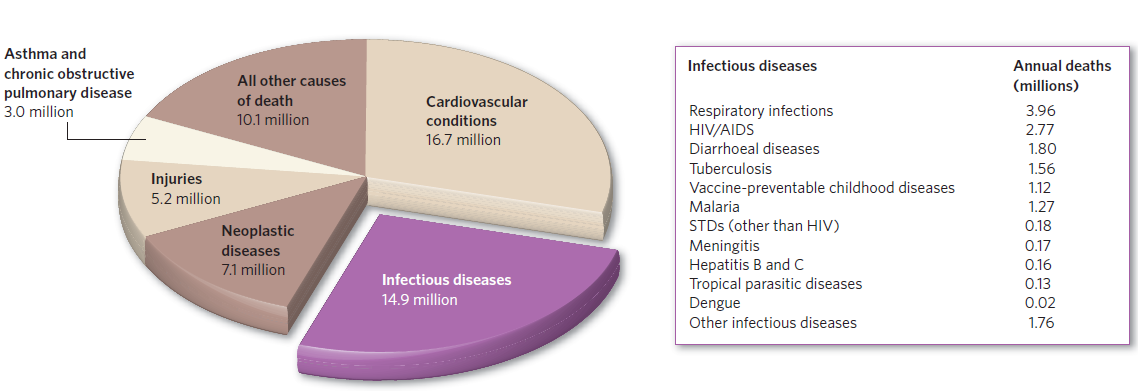 Asthma and
chronic obstructive
pulmonary disease
3.0 million
All other causes
of death
10.1 million
Cardiovascular
conditions
16.7 million
Injuries
5.2 million
Neoplastic
diseases
7.1 million
Infectious diseases
14.9 million
Infectious diseases Annual deaths
(millions)
Respiratory infections 3.96
HIV/AIDS 2.77
Diarrhoeal diseases 1.80
Tuberculosis 1.56
Vaccine-preventable childhood diseases 1.12
Malaria 1.27
STDs (other than HIV) 0.18
Meningitis 0.17
Hepatitis B and C 0.16
Tropical parasitic diseases 0.13
Dengue 0.02
Other infectious diseases 1.76